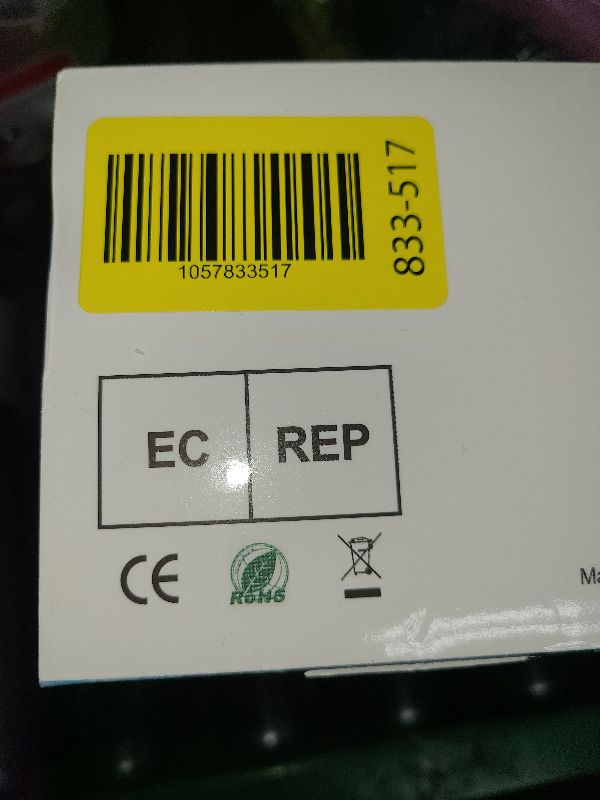 1057833517
833-517
EC REP
CE RoHS
Ma